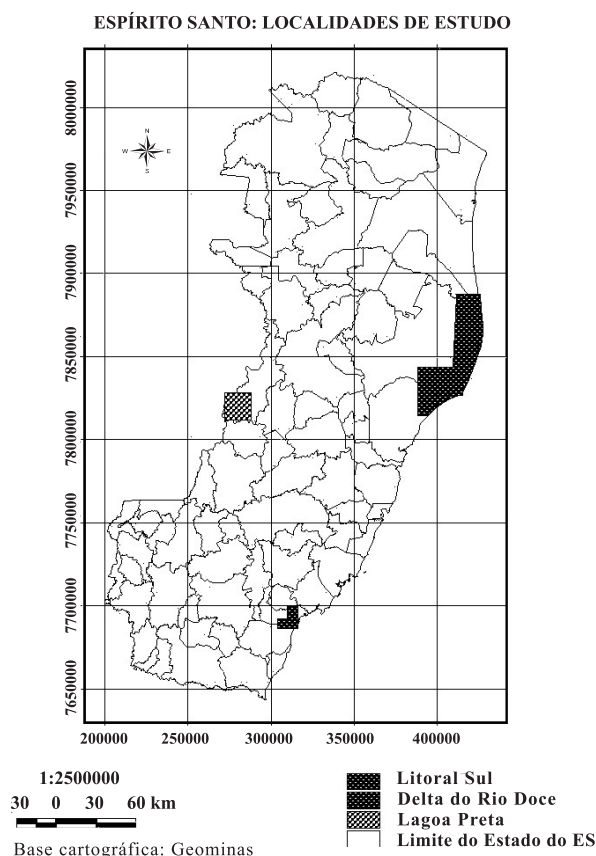 ESPÍRITO SANTO: LOCALIDADES DE ESTUDO
8000000
7950000
7900000
7850000
7800000
7750000
7700000
7650000
N
W E
S
200000 250000 300000 350000 400000
1:2500000
30 0 30 60 km
Base cartográfica: Geominas
Litoral Sul
Delta do Rio Doce
Lagoa Preta
Limite do Estado do ES